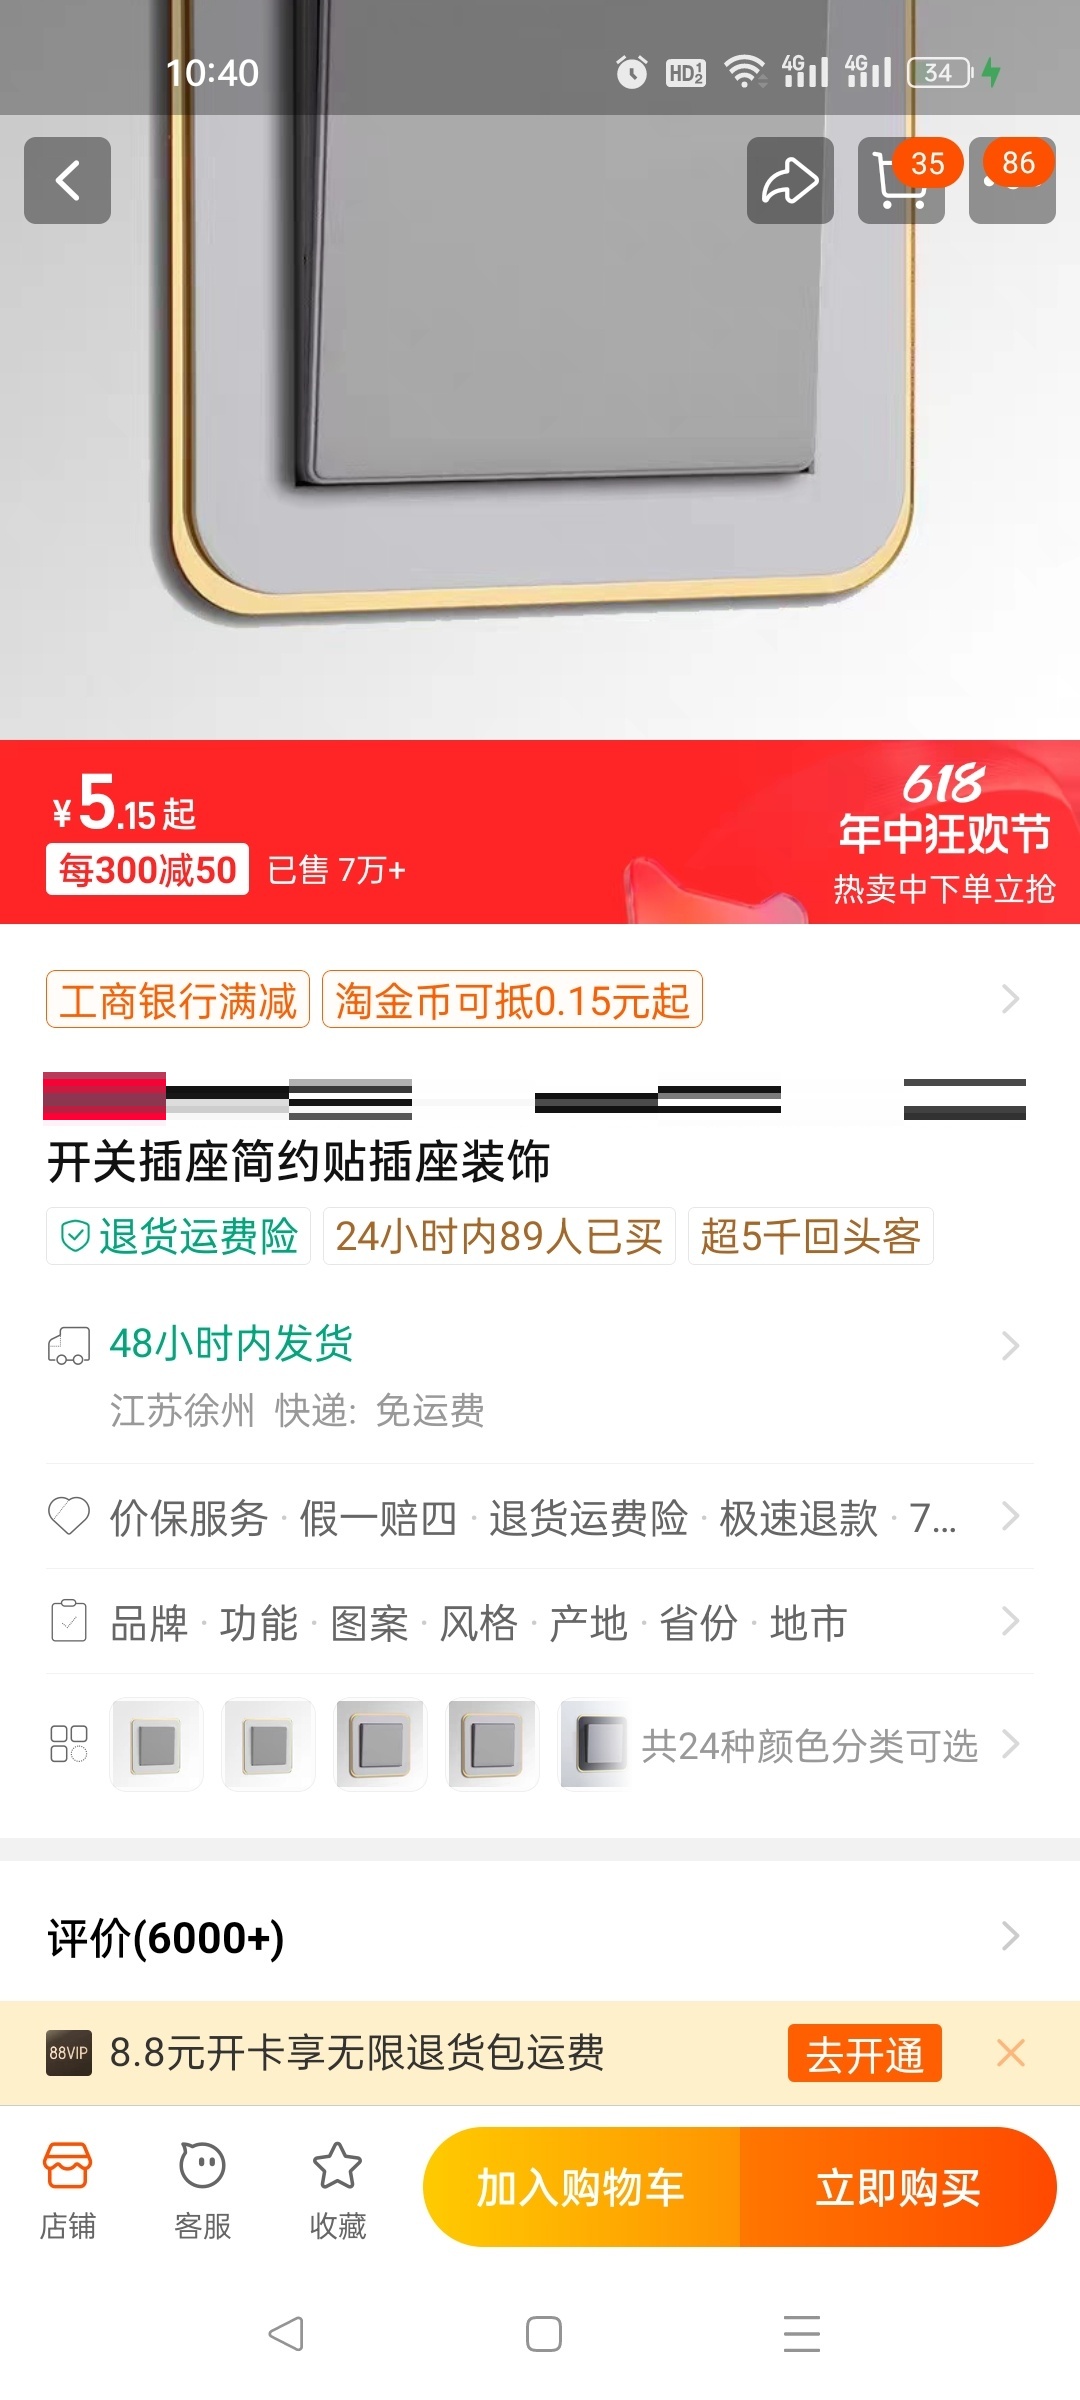 10:40
HD 1 2
4G
4G
34
35
86
¥5.15起
618
年中狂欢节
每300减50 已售 7万+
热卖中下单立抢
工商银行满减 淘金币可抵0.15元起
开关插座简约贴插座装饰
退货运费险 24小时内89人已买 超5千回头客
48小时内发货
江苏徐州 快递: 免运费
价保服务 · 假一赔四 · 退货运费险 · 极速退款 · 7...
品牌 · 功能 · 图案 · 风格 · 产地 · 省份 · 地市
共24种颜色分类可选
评价(6000+)
88VIP 8.8元开卡享无限退货包运费 去开通
店铺 客服 收藏 加入购物车 立即购买